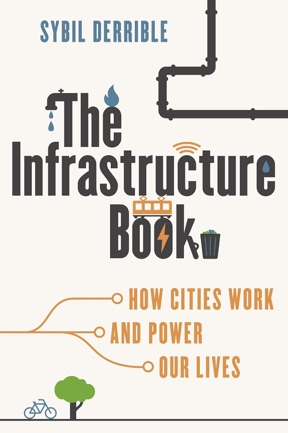 SYBIL DERRIBLE
The
Infrastructure
Book
HOW CITIES WORK
AND POWER
OUR LIVES